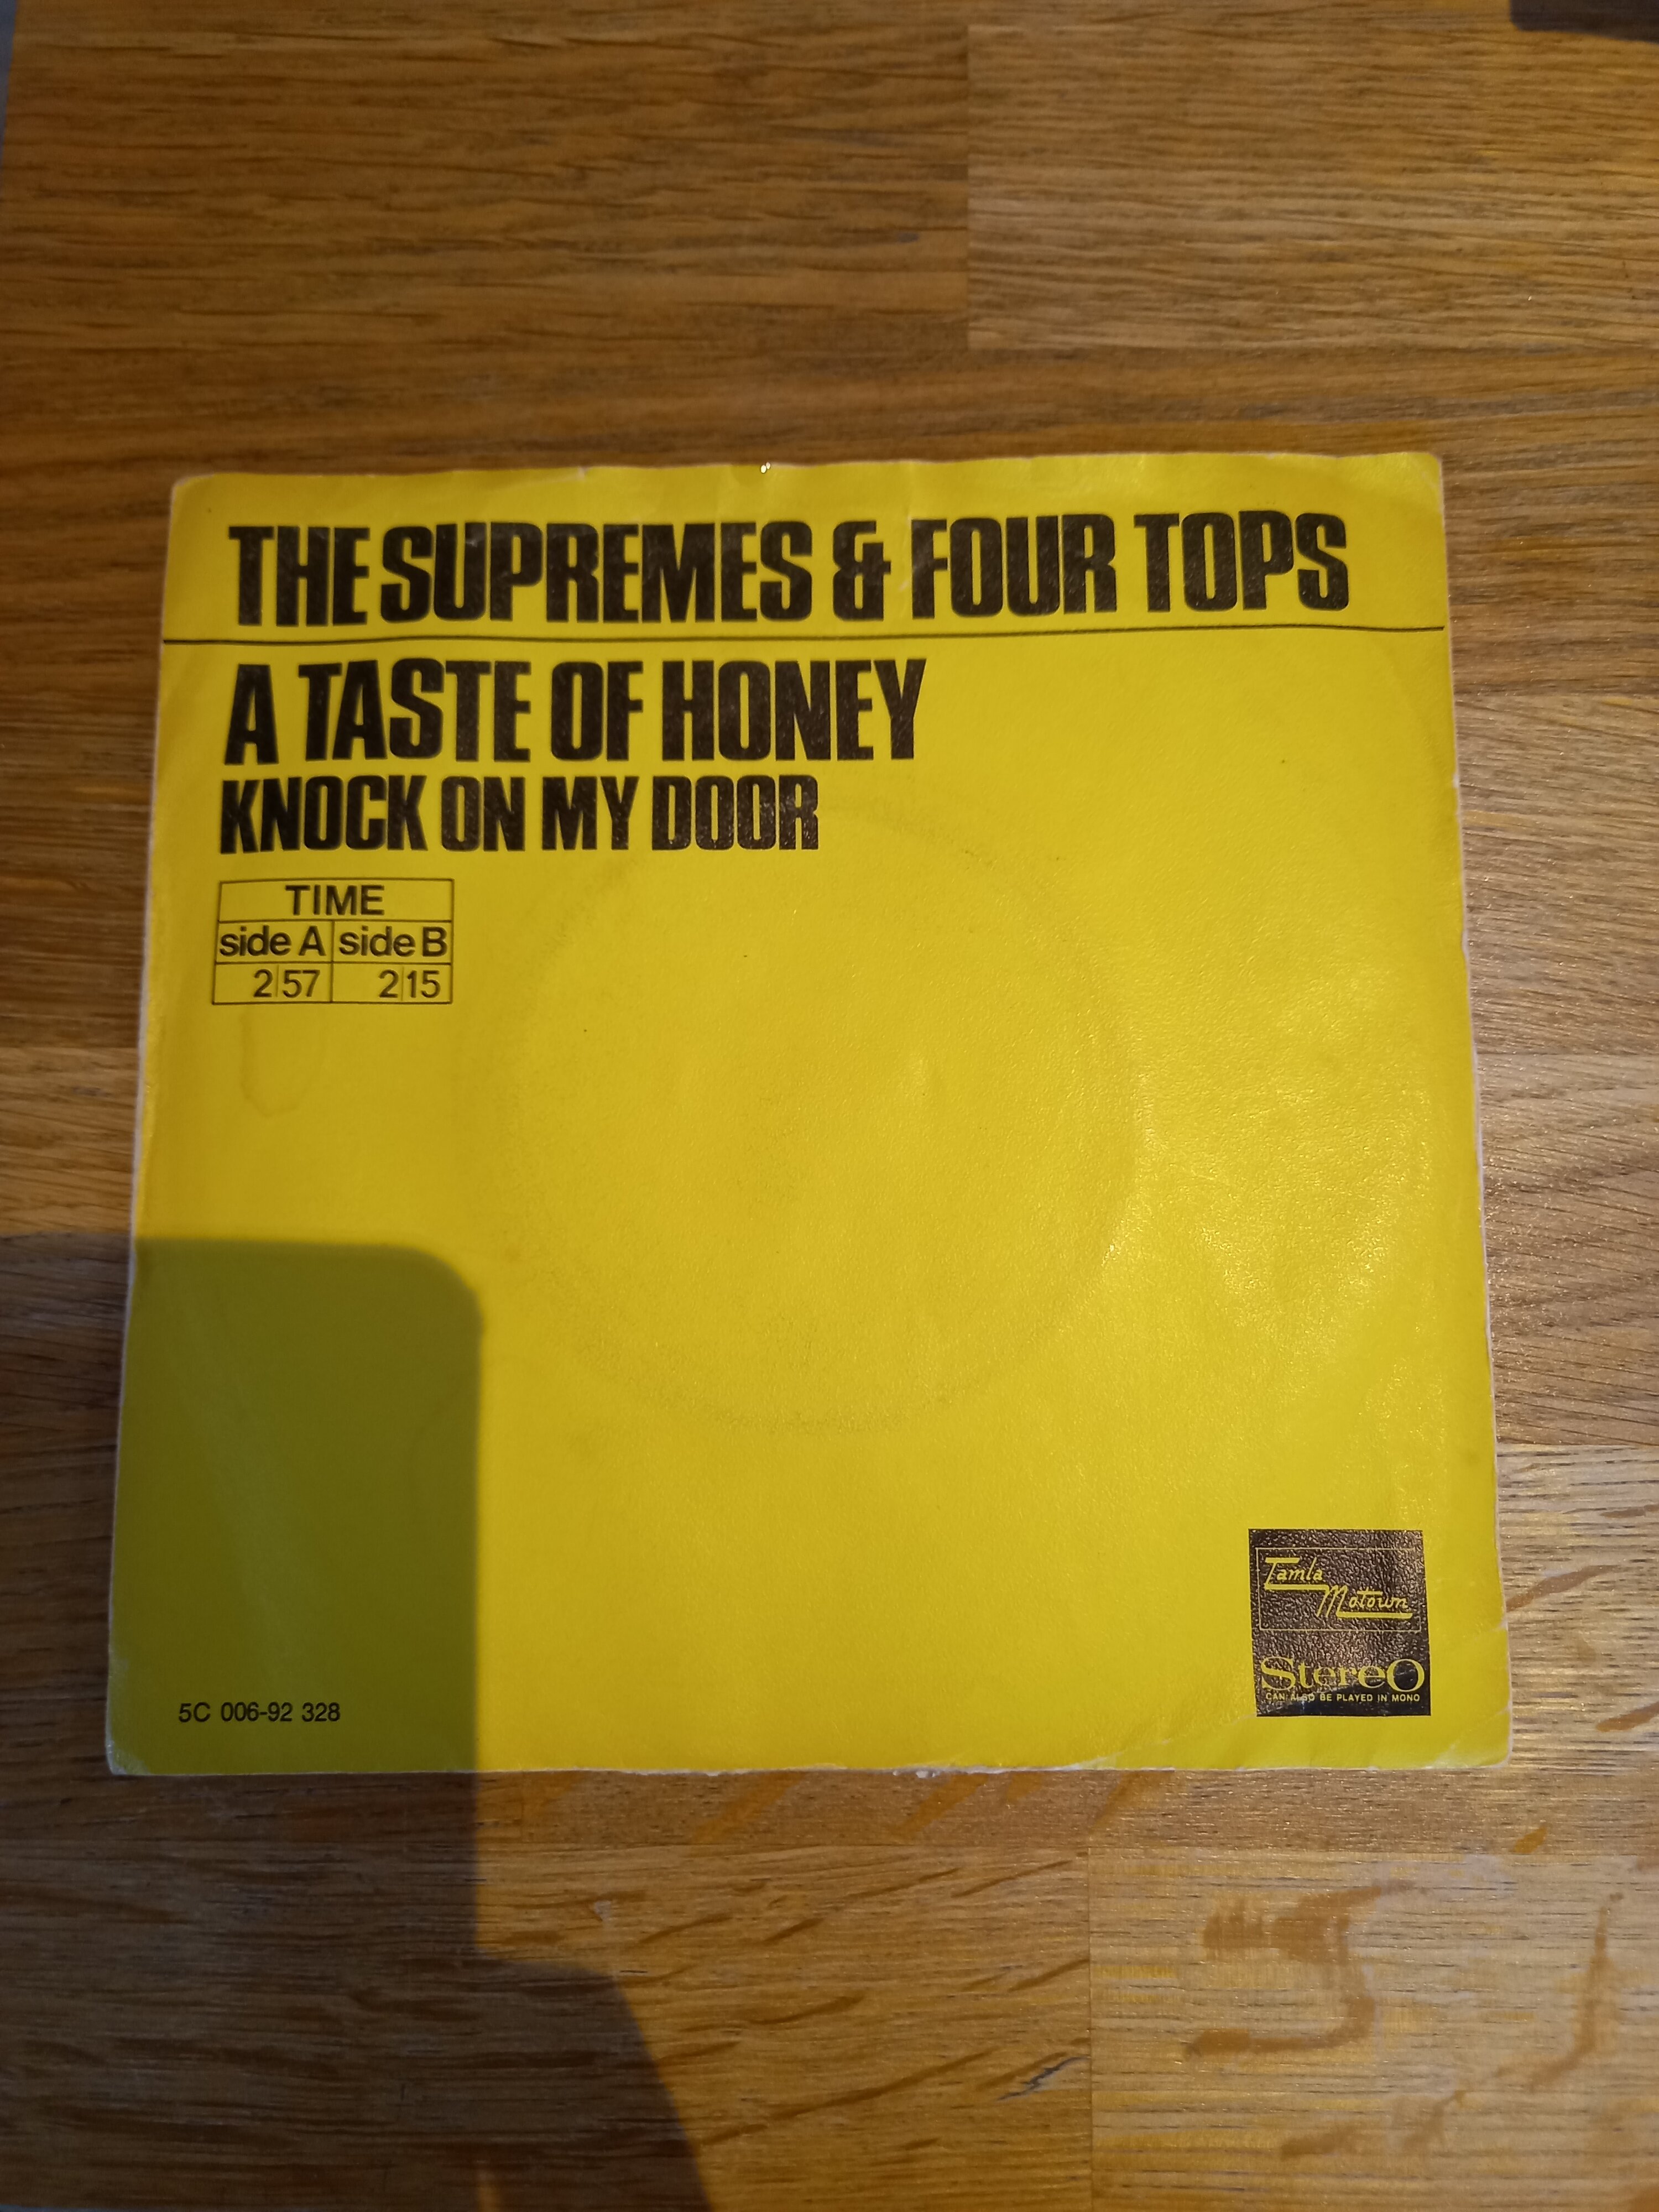 THE SUPREMES & FOUR TOPS
A TASTE OF HONEY
KNOCK ON MY DOOR
TIME
side A side B
2 57 2 15
Tamla
Motown
Stereo
CAN ALSO BE PLAYED IN MONO
5C 006-92 328